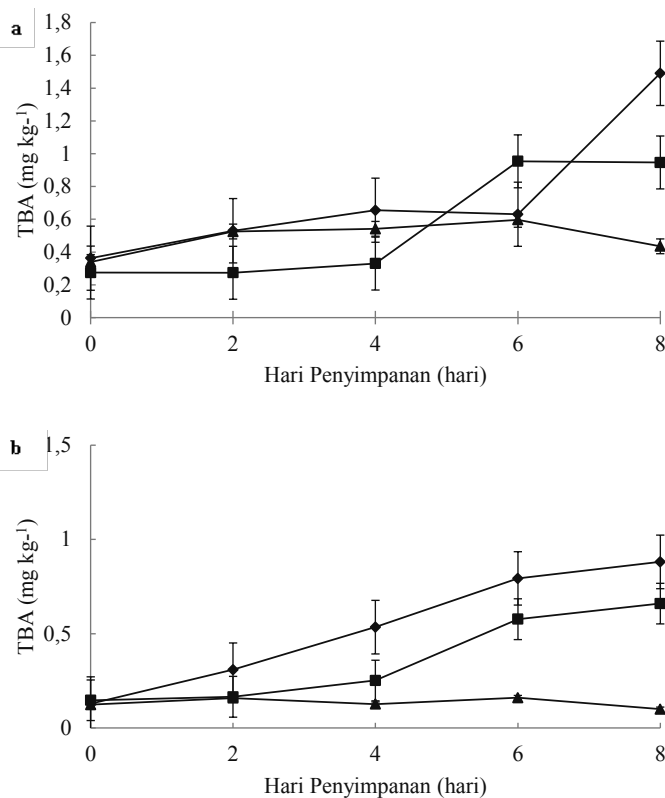 a
1,8
1,6
1,4
1,2
1
0,8
0,6
0,4
0,2
0
TBA (mg kg-¹)
0 2 4 6 8
Hari Penyimpanan (hari)
b
1,5
1
0,5
0
TBA (mg kg-¹)
0 2 4 6 8
Hari Penyimpanan (hari)